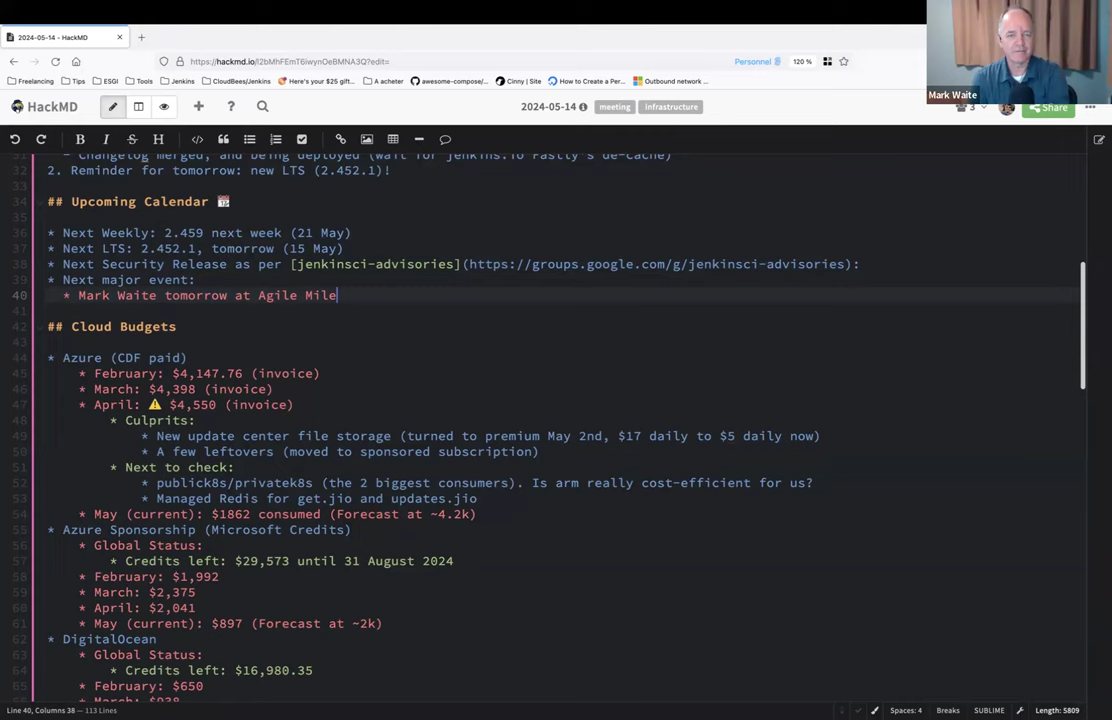 2024-05-14 - HackMD
https://hackmd.io/I2bMhFEmT6iwynOeBMNA3Q?edit=
Personnel
120 %
Freelancing
Tips
ESGI
Tools
Jenkins
CloudBees/Jenkins
Here's your $25 gift...
A acheter
awesome-compose/...
Cinny | Site
How to Create a Per...
Outbound network ...
Mark Waite
HackMD
2024-05-14
meeting
infrastructure
3
Share
31 - Changelog merged, and being deployed (wait for jenkins.io Fastly's de-cache)
32 2. Reminder for tomorrow: new LTS (2.452.1)!
33
34 ## Upcoming Calendar 📆
35
36 * Next Weekly: 2.459 next week (21 May)
37 * Next LTS: 2.452.1, tomorrow (15 May)
38 * Next Security Release as per [jenkinsci-advisories](https://groups.google.com/g/jenkinsci-advisories):
39 * Next major event:
40 * Mark Waite tomorrow at Agile Mile
41
42 ## Cloud Budgets
43
44 * Azure (CDF paid)
45 * February: $4,147.76 (invoice)
46 * March: $4,398 (invoice)
47 * April: ⚠️ $4,550 (invoice)
48 * Culprits:
49 * New update center file storage (turned to premium May 2nd, $17 daily to $5 daily now)
50 * A few leftovers (moved to sponsored subscription)
51 * Next to check:
52 * publick8s/privatek8s (the 2 biggest consumers). Is arm really cost-efficient for us?
53 * Managed Redis for get.jio and updates.jio
54 * May (current): $1862 consumed (Forecast at ~4.2k)
55 * Azure Sponsorship (Microsoft Credits)
56 * Global Status:
57 * Credits left: $29,573 until 31 August 2024
58 * February: $1,992
59 * March: $2,375
60 * April: $2,041
61 * May (current): $897 (Forecast at ~2k)
62 * DigitalOcean
63 * Global Status:
64 * Credits left: $16,980.35
65 * February: $650
* March: $938
Line 40, Columns 38 — 113 Lines
Spaces: 4
Breaks
SUBLIME
Length: 5809